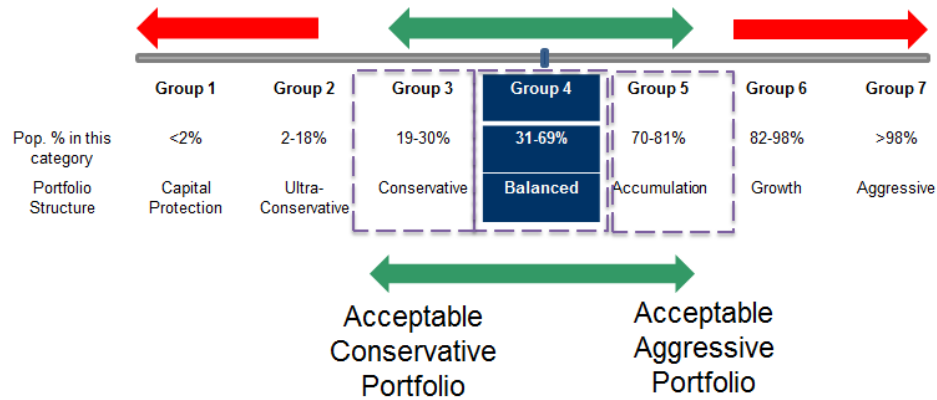 Group 1 Group 2 Group 3 Group 4 Group 5 Group 6 Group 7
Pop. % in this category <2% 2-18% 19-30% 31-69% 70-81% 82-98% >98%
Portfolio Structure Capital Protection Ultra-Conservative Conservative Balanced Accumulation Growth Aggressive
Acceptable
Conservative
Portfolio
Acceptable
Aggressive
Portfolio